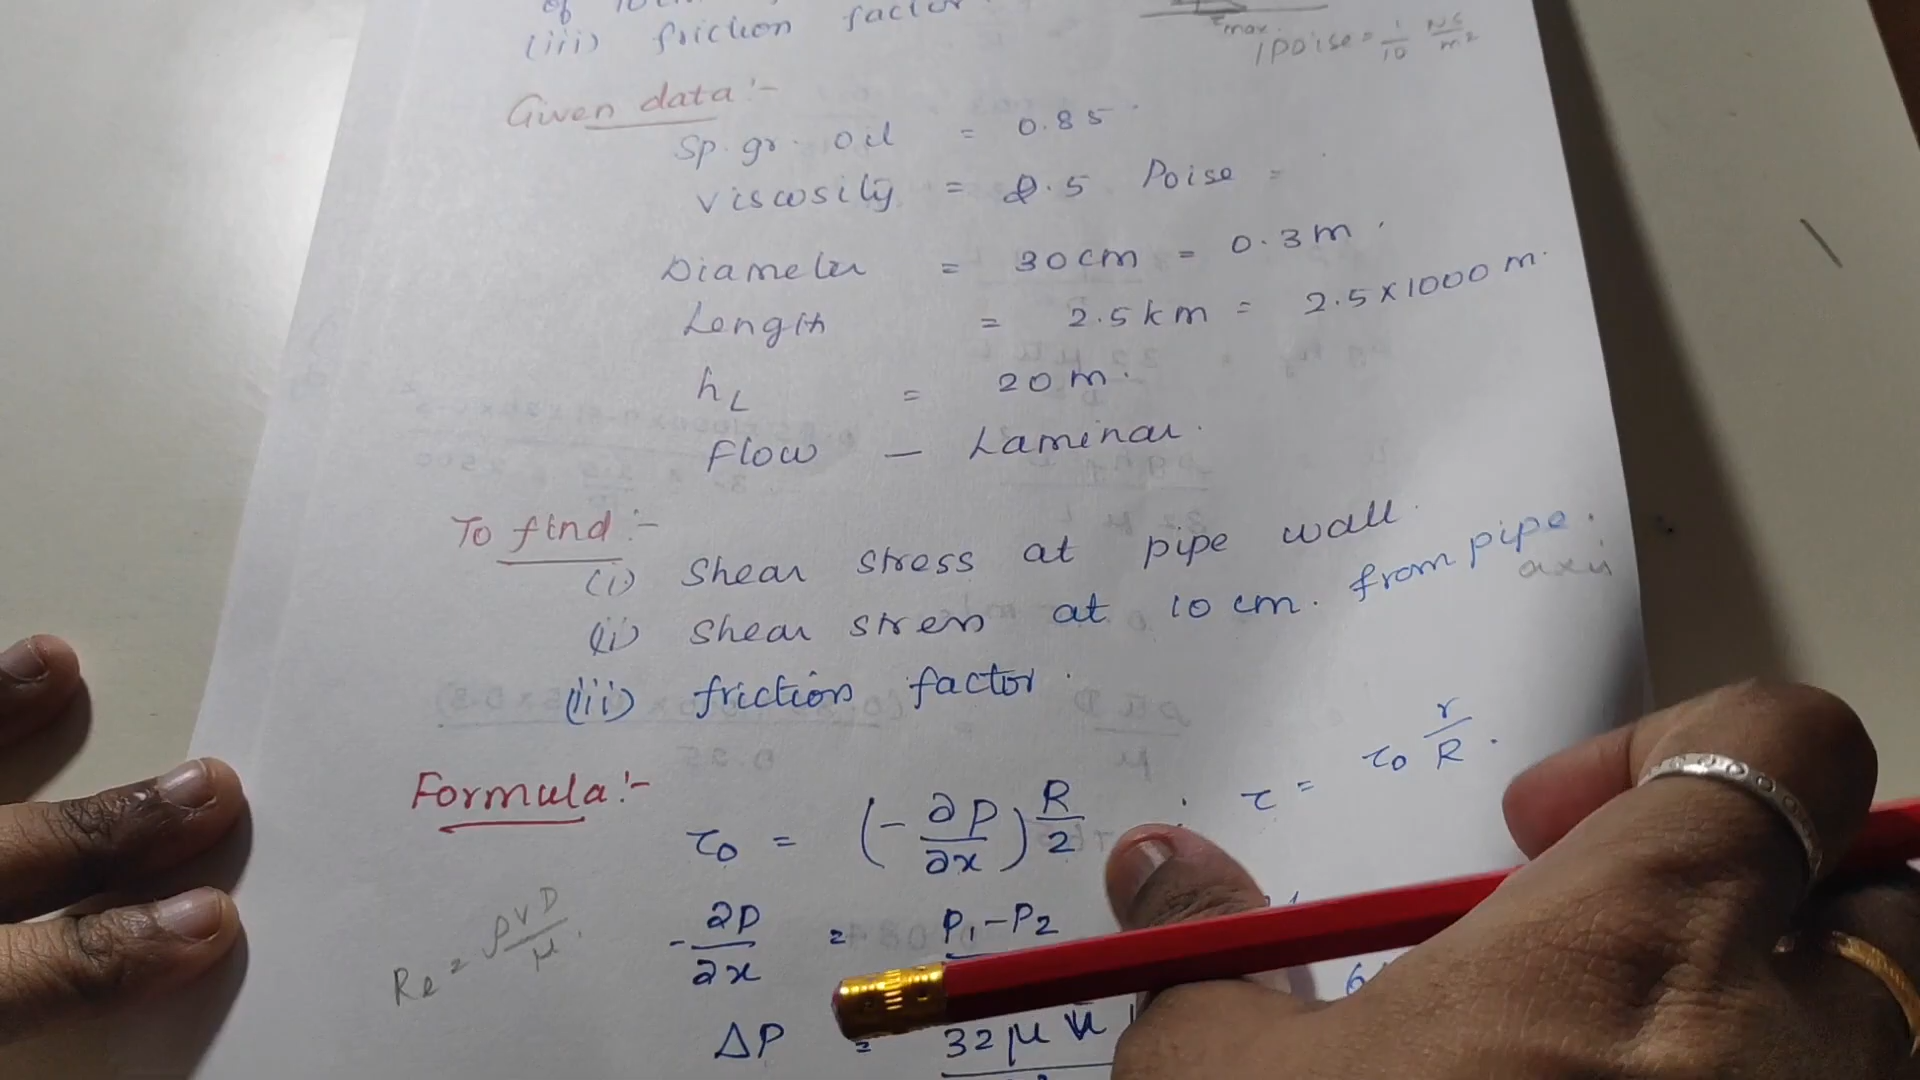 (iii) friction factor
τmax.
1 poise = 1/10 NS/m²
Given data :-
Sp. gr. oil = 0.85
Viscosity = 2.5 Poise =
Diameter = 30 cm = 0.3 m.
Length = 2.5 km = 2.5 × 1000 m.
hL = 20 m.
Flow – Laminar.
To find :-
(i) Shear stress at pipe wall.
(ii) Shear stress at 10 cm. from pipe.
axis
(iii) friction factor.
Formula :-
τ0 = (- ∂P/∂x) R/2 ; τ = τ0 r/R.
Re = ρVD/μ.
- ∂P/∂x = P1 - P2
ΔP = 32 μ ū